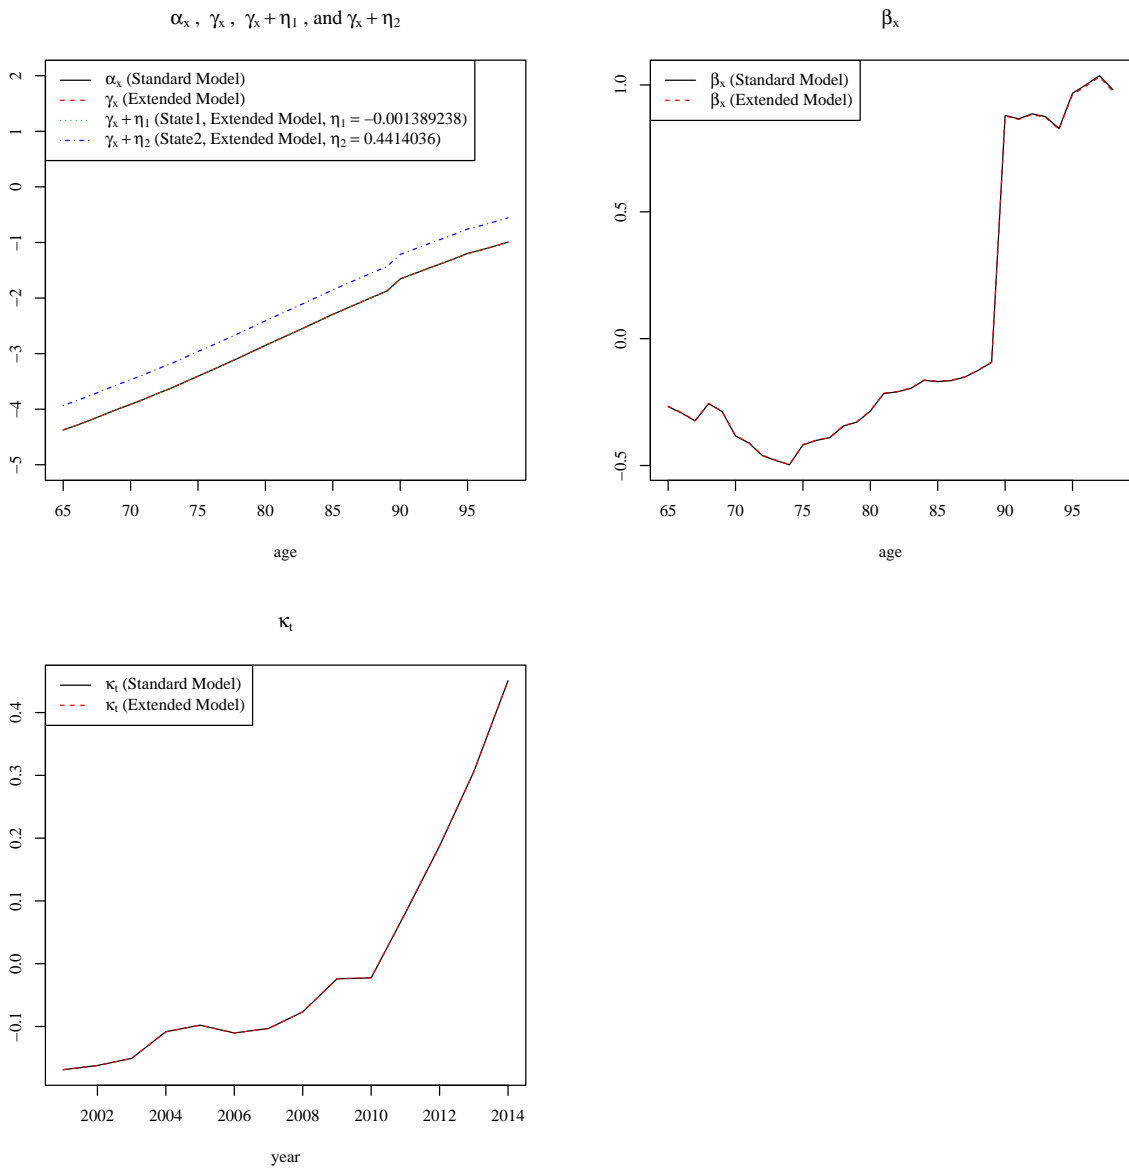 αx , γx , γx + η1 , and γx + η2
αx (Standard Model)
γx (Extended Model)
γx + η1 (State1, Extended Model, η1 = −0.001389238)
γx + η2 (State2, Extended Model, η2 = 0.4414036)
2
1
0
−1
−2
−3
−4
−5
65 70 75 80 85 90 95
age
βx
βx (Standard Model)
βx (Extended Model)
1.0
0.5
0.0
−0.5
65 70 75 80 85 90 95
age
κt
κt (Standard Model)
κt (Extended Model)
0.4
0.3
0.2
0.1
0.0
−0.1
2002 2004 2006 2008 2010 2012 2014
year